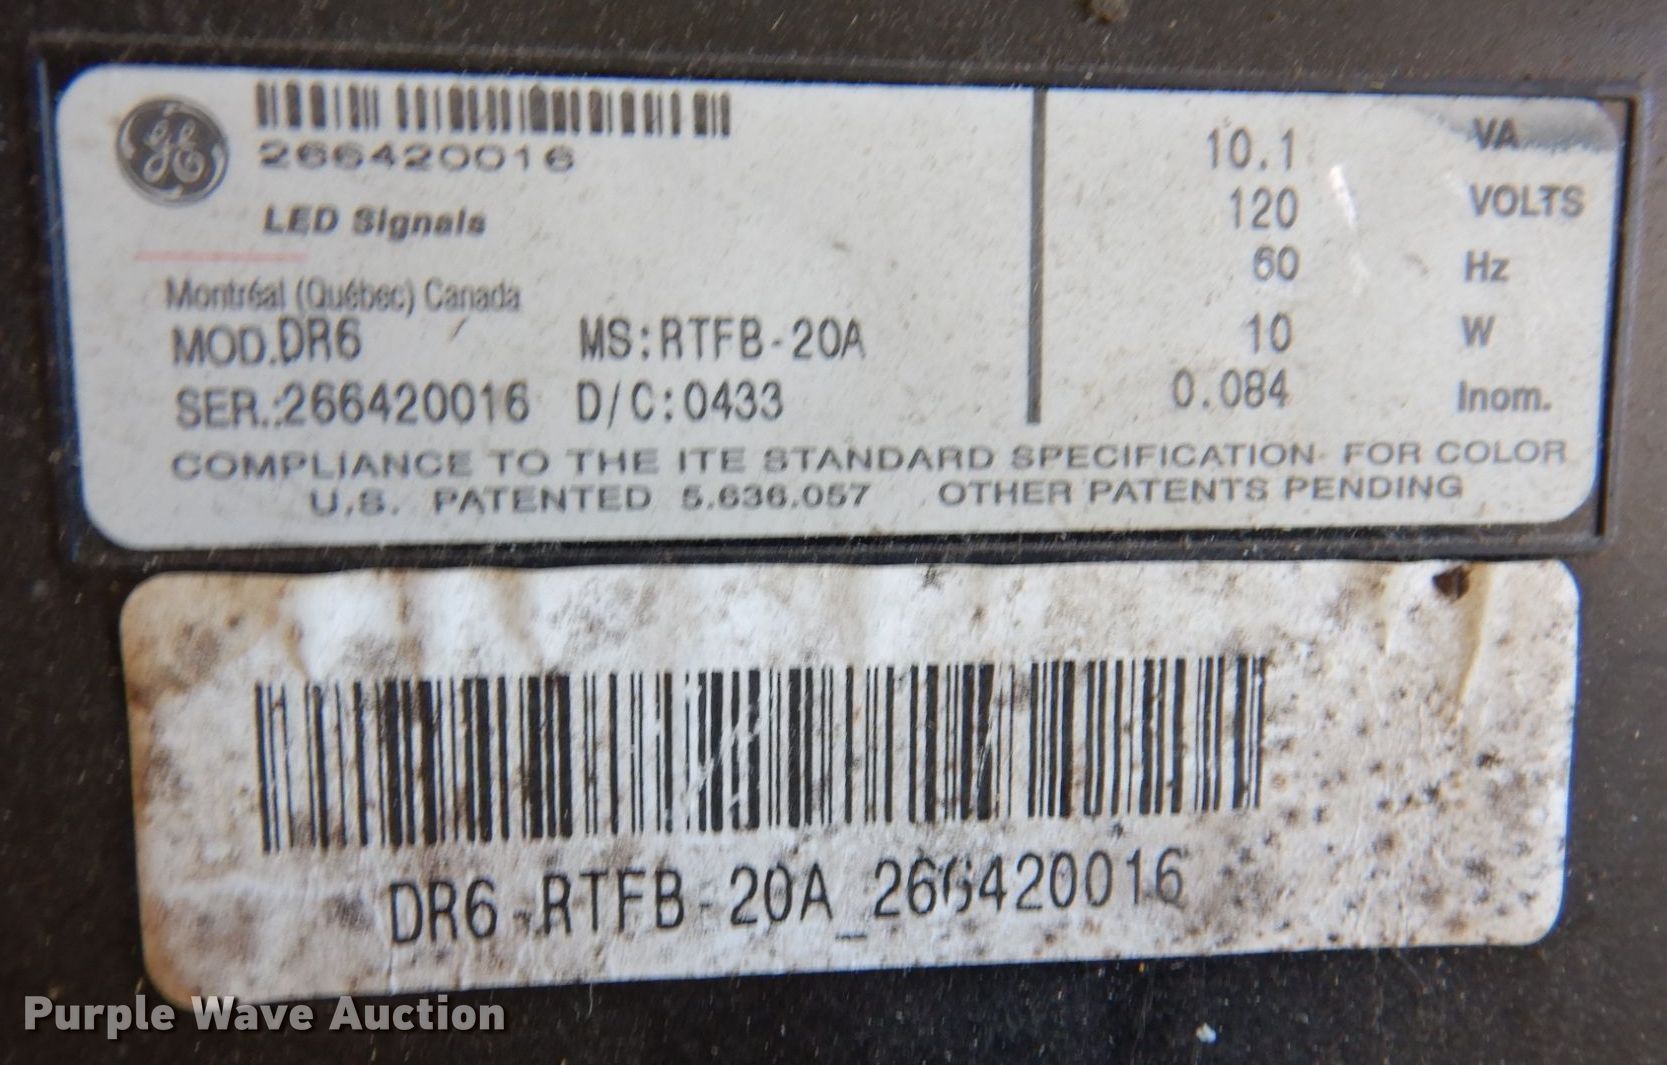 GE
266420016
LED Signals
Montréal (Québec) Canada
MOD.DR6 MS:RTFB-20A
SER.:266420016 D/C:0433
10.1 VA
120 VOLTS
60 Hz
10 W
0.084 Inom.
COMPLIANCE TO THE ITE STANDARD SPECIFICATION FOR COLOR
U.S. PATENTED 5.636.057 OTHER PATENTS PENDING
DR6-RTFB-20A_266420016
Purple Wave Auction